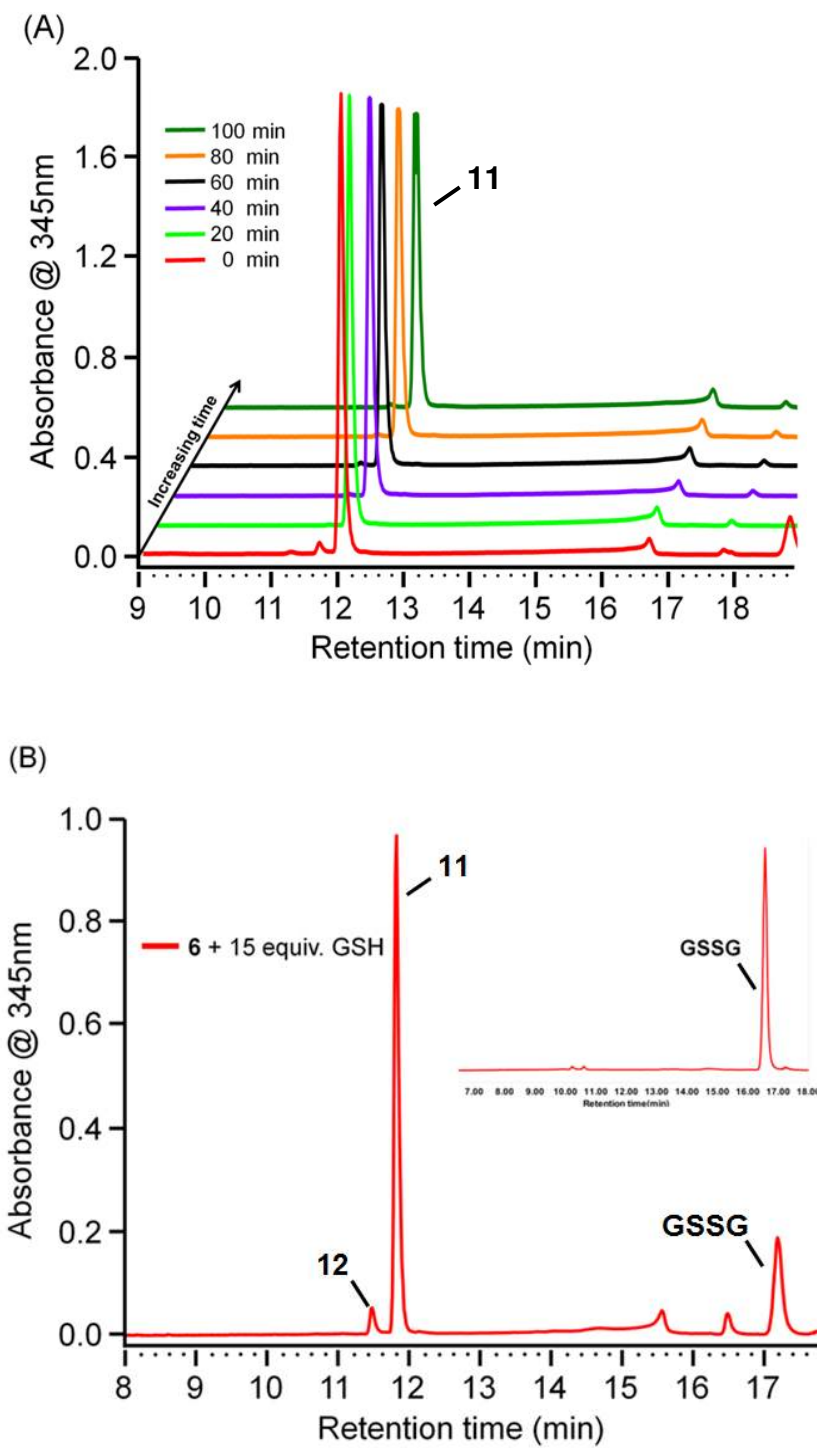 (A)
2.0
1.6
1.2
0.8
0.4
0.0
Absorbance @ 345nm
100 min
80 min
60 min
40 min
20 min
0 min
11
Increasing time
9 10 11 12 13 14 15 16 17 18
Retention time (min)
(B)
1.0
0.8
0.6
0.4
0.2
0.0
Absorbance @ 345nm
11
6 + 15 equiv. GSH
GSSG
7.00 8.00 9.00 10.00 11.00 12.00 13.00 14.00 15.00 16.00 17.00 18.0
Retention time(min)
12
GSSG
8 9 10 11 12 13 14 15 16 17
Retention time (min)